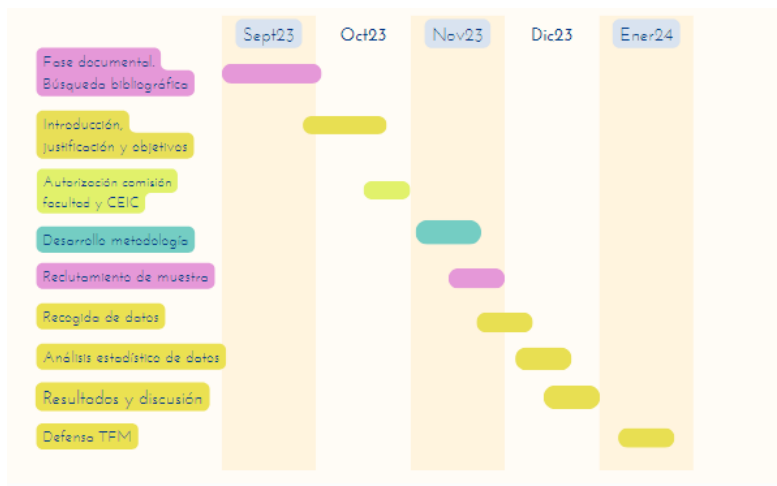 Sept23 Oct23 Nov23 Dic23 Ener24
Fase documental.
Búsqueda bibliográfica
Introducción,
justificación y objetivos
Autorización comisión
facultad y CEIC
Desarrollo metodología
Reclutamiento de muestra
Recogida de datos
Análisis estadístico de datos
Resultados y discusión
Defensa TFM